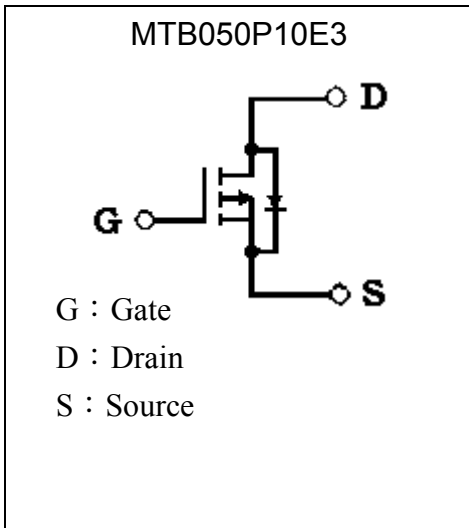 MTB050P10E3
D
G
S
G：Gate
D：Drain
S：Source